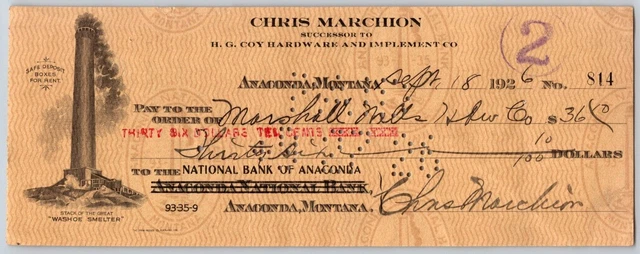 CHRIS MARCHION
SUCCESSOR TO
H. G. COY HARDWARE AND IMPLEMENT CO
2
SAFE DEPOSIT
BOXES
FOR RENT
ANACONDA, MONTANA, Sept. 18 1926 No. 814
PAY TO THE
ORDER OF Marshall Wells Hdw Co $36 10
THIRTY SIX DOLLARS TEN CENTS
Thirty Six 10/100 DOLLARS
TO THE NATIONAL BANK OF ANACONDA
ANACONDA NATIONAL BANK,
93-35-9 ANACONDA, MONTANA. Chris Marchion
STACK OF THE GREAT
"WASHOE SMELTER"